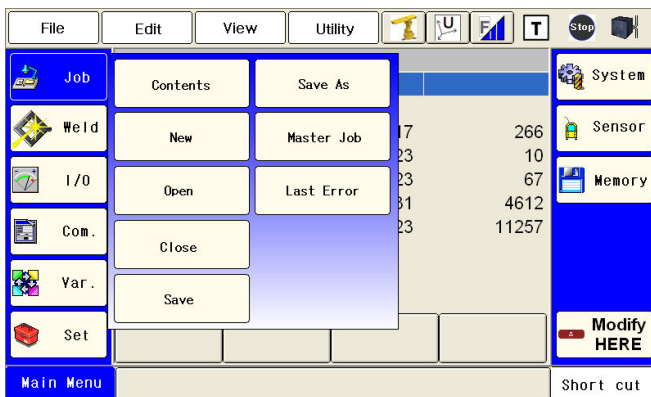 File Edit View Utility U F T Stop
Job Contents Save As System
Weld New Master Job 17 266 Sensor
23 10
I/O Open Last Error 23 67 Memory
31 4612
Com. Close 23 11257
Var. Save
Set Modify
HERE
Main Menu Short cut